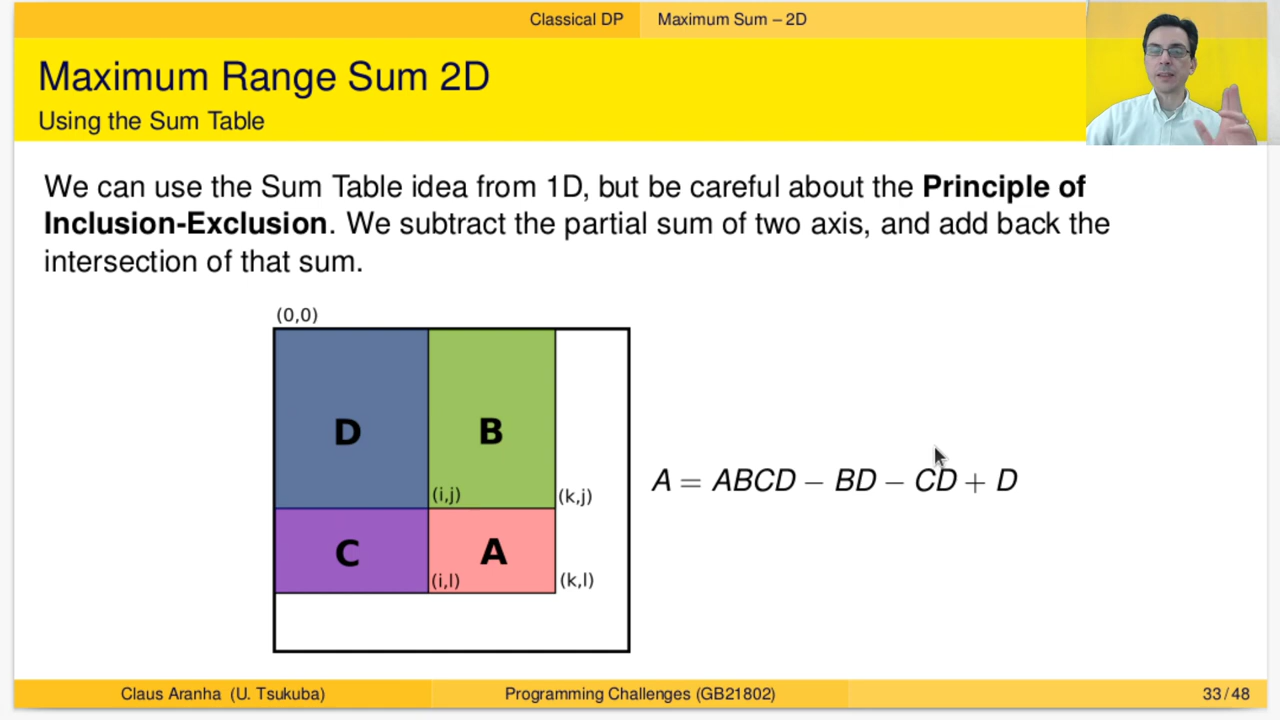 Classical DP Maximum Sum – 2D
Maximum Range Sum 2D
Using the Sum Table
We can use the Sum Table idea from 1D, but be careful about the Principle of
Inclusion-Exclusion. We subtract the partial sum of two axis, and add back the
intersection of that sum.
(0,0)
D B
(i,j) (k,j)
A = ABCD – BD – CD + D
C A
(i,l) (k,l)
Claus Aranha (U. Tsukuba) Programming Challenges (GB21802) 33 / 48